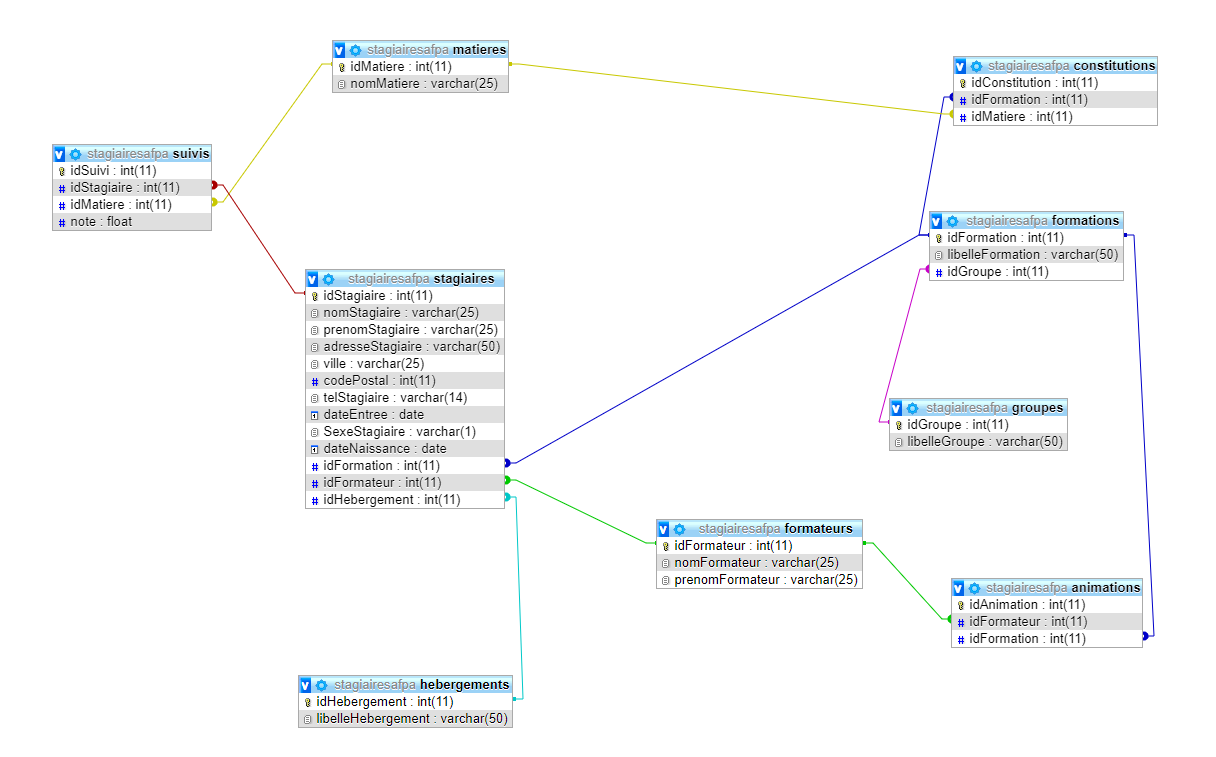 stagiairesafpa matieres
idMatiere : int(11)
nomMatiere : varchar(25)
stagiairesafpa constitutions
idConstitution : int(11)
idFormation : int(11)
idMatiere : int(11)
stagiairesafpa suivis
idSuivi : int(11)
idStagiaire : int(11)
idMatiere : int(11)
note : float
stagiairesafpa formations
idFormation : int(11)
libelleFormation : varchar(50)
idGroupe : int(11)
stagiairesafpa stagiaires
idStagiaire : int(11)
nomStagiaire : varchar(25)
prenomStagiaire : varchar(25)
adresseStagiaire : varchar(50)
ville : varchar(25)
codePostal : int(11)
telStagiaire : varchar(14)
dateEntree : date
SexeStagiaire : varchar(1)
dateNaissance : date
idFormation : int(11)
idFormateur : int(11)
idHebergement : int(11)
stagiairesafpa groupes
idGroupe : int(11)
libelleGroupe : varchar(50)
stagiairesafpa formateurs
idFormateur : int(11)
nomFormateur : varchar(25)
prenomFormateur : varchar(25)
stagiairesafpa animations
idAnimation : int(11)
idFormateur : int(11)
idFormation : int(11)
stagiairesafpa hebergements
idHebergement : int(11)
libelleHebergement : varchar(50)